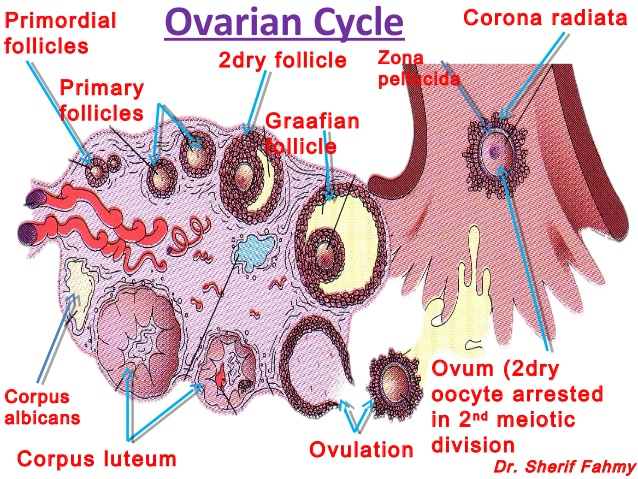 Ovarian Cycle
Primordial
follicles
Primary
follicles
2dry follicle
Graafian
follicle
Zona
pellucida
Corona radiata
Corpus
albicans
Corpus luteum
Ovulation
Ovum (2dry
oocyte arrested
in 2nd meiotic
division
Dr. Sherif Fahmy